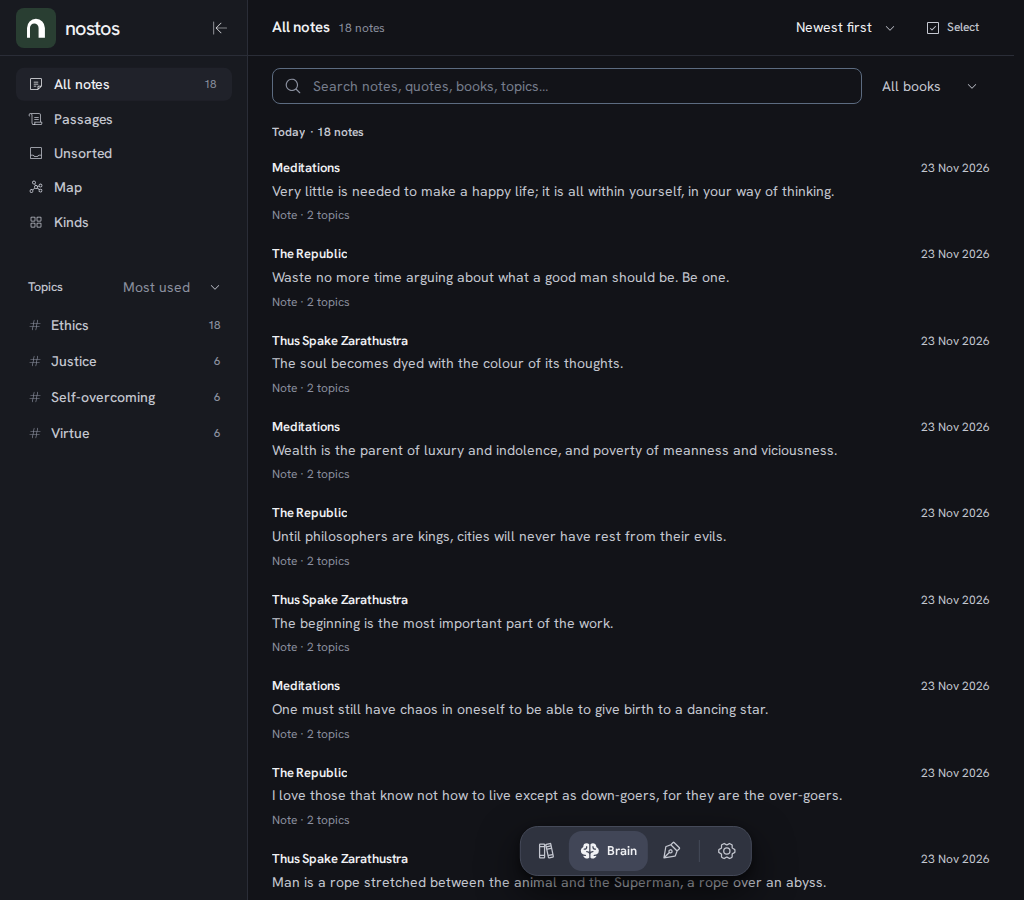 nostos
All notes 18 notes
Newest first
Select
All notes 18
Passages
Unsorted
Map
Kinds
Topics Most used
# Ethics 18
# Justice 6
# Self-overcoming 6
# Virtue 6
Search notes, quotes, books, topics...
All books
Today · 18 notes
Meditations 23 Nov 2026
Very little is needed to make a happy life; it is all within yourself, in your way of thinking.
Note · 2 topics
The Republic 23 Nov 2026
Waste no more time arguing about what a good man should be. Be one.
Note · 2 topics
Thus Spake Zarathustra 23 Nov 2026
The soul becomes dyed with the colour of its thoughts.
Note · 2 topics
Meditations 23 Nov 2026
Wealth is the parent of luxury and indolence, and poverty of meanness and viciousness.
Note · 2 topics
The Republic 23 Nov 2026
Until philosophers are kings, cities will never have rest from their evils.
Note · 2 topics
Thus Spake Zarathustra 23 Nov 2026
The beginning is the most important part of the work.
Note · 2 topics
Meditations 23 Nov 2026
One must still have chaos in oneself to be able to give birth to a dancing star.
Note · 2 topics
The Republic 23 Nov 2026
I love those that know not how to live except as down-goers, for they are the over-goers.
Note · 2 topics
Thus Spake Zarathustra 23 Nov 2026
Man is a rope stretched between the animal and the Superman, a rope over an abyss.
Brain